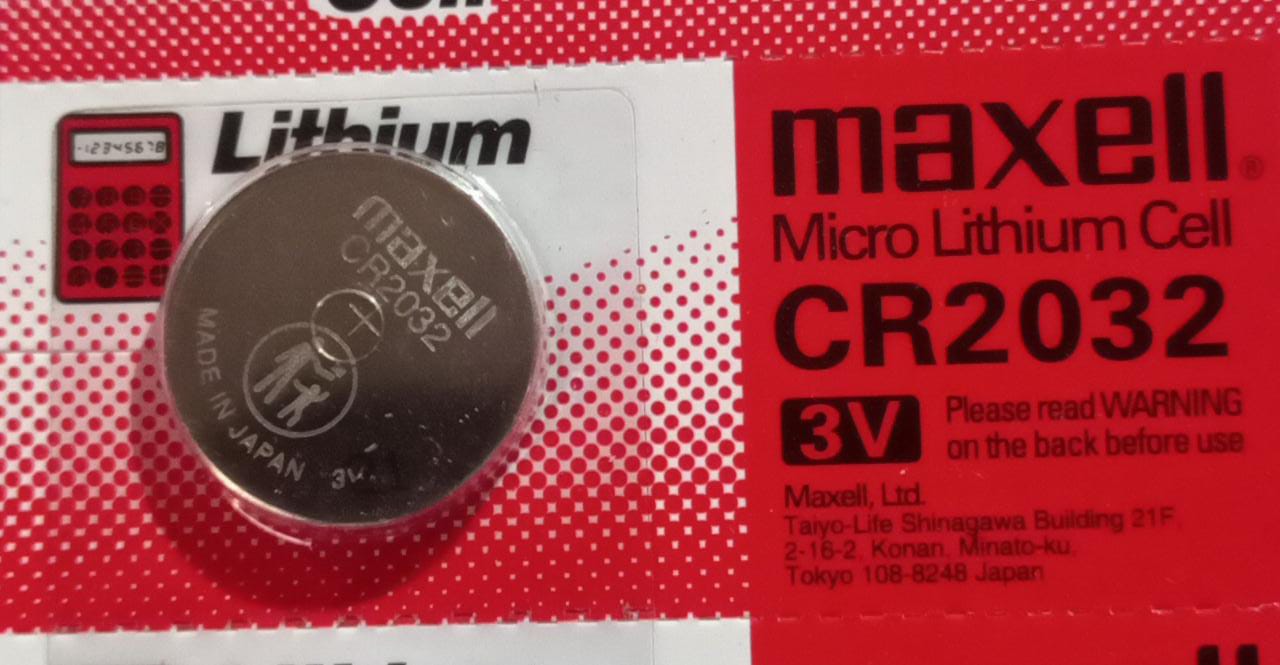 Cell
Lithium
-12345678
maxell
CR2032
+
MADE IN JAPAN 3V
maxell®
Micro Lithium Cell
CR2032
3V
Please read WARNING
on the back before use
Maxell, Ltd.
Taiyo-Life Shinagawa Building 21F,
2-16-2, Konan, Minato-ku,
Tokyo 108-8248 Japan